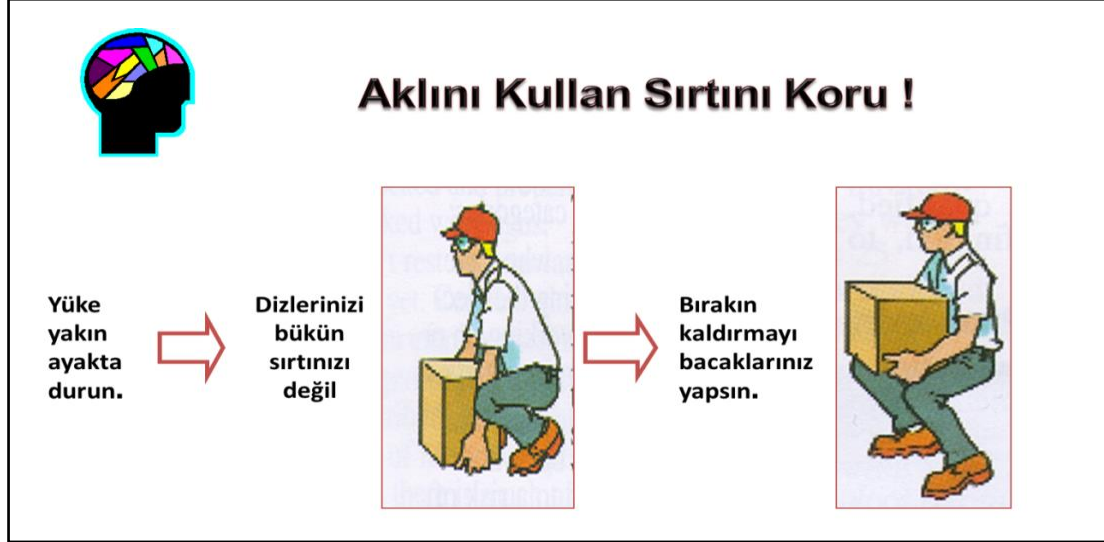 Aklını Kullan Sırtını Koru !
Yüke
yakın
ayakta
durun.
Dizlerinizi
bükün
sırtınızı
değil
Bırakın
kaldırmayı
bacaklarınız
yapsın.